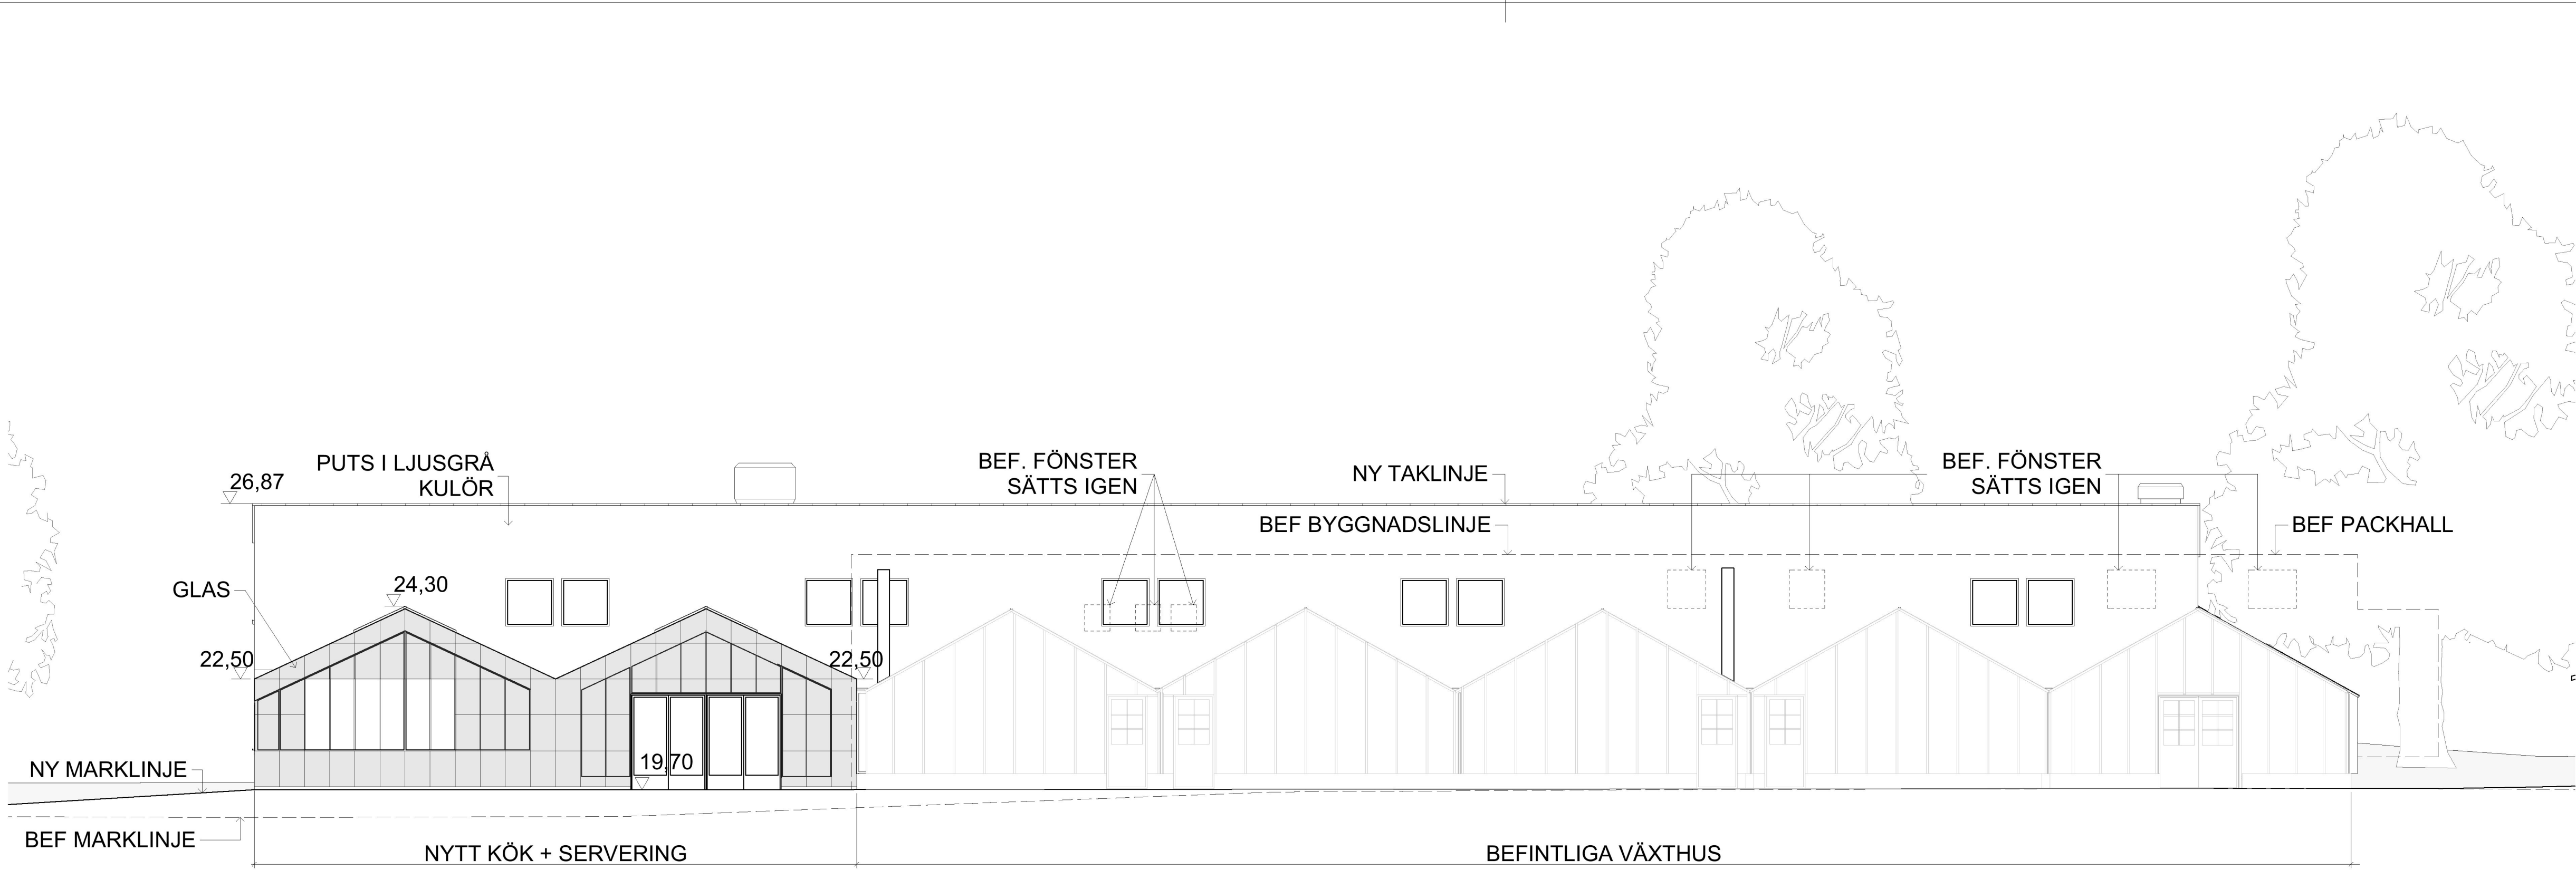 PUTS I LJUSGRÅ
KULÖR
26,87
BEF. FÖNSTER
SÄTTS IGEN
NY TAKLINJE
BEF. FÖNSTER
SÄTTS IGEN
BEF BYGGNADSLINJE
BEF PACKHALL
GLAS
24,30
22,50
22,50
19,70
NY MARKLINJE
BEF MARKLINJE
NYTT KÖK + SERVERING
BEFINTLIGA VÄXTHUS